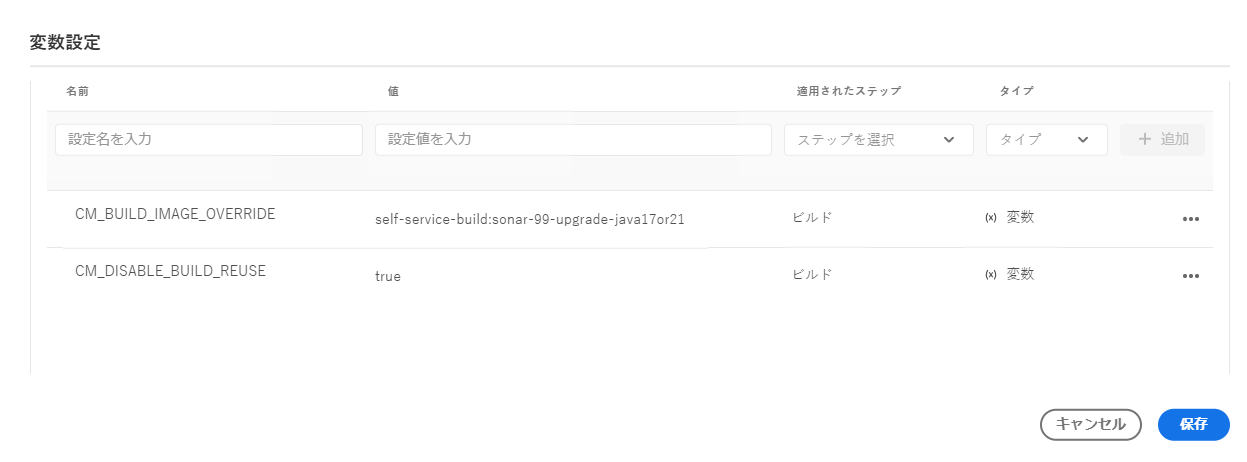 変数設定
名前 値 適用されたステップ タイプ
設定名を入力 設定値を入力 ステップを選択 タイプ + 追加
CM_BUILD_IMAGE_OVERRIDE self-service-build:sonar-99-upgrade-java17or21 ビルド (x) 変数
CM_DISABLE_BUILD_REUSE true ビルド (x) 変数
キャンセル 保存